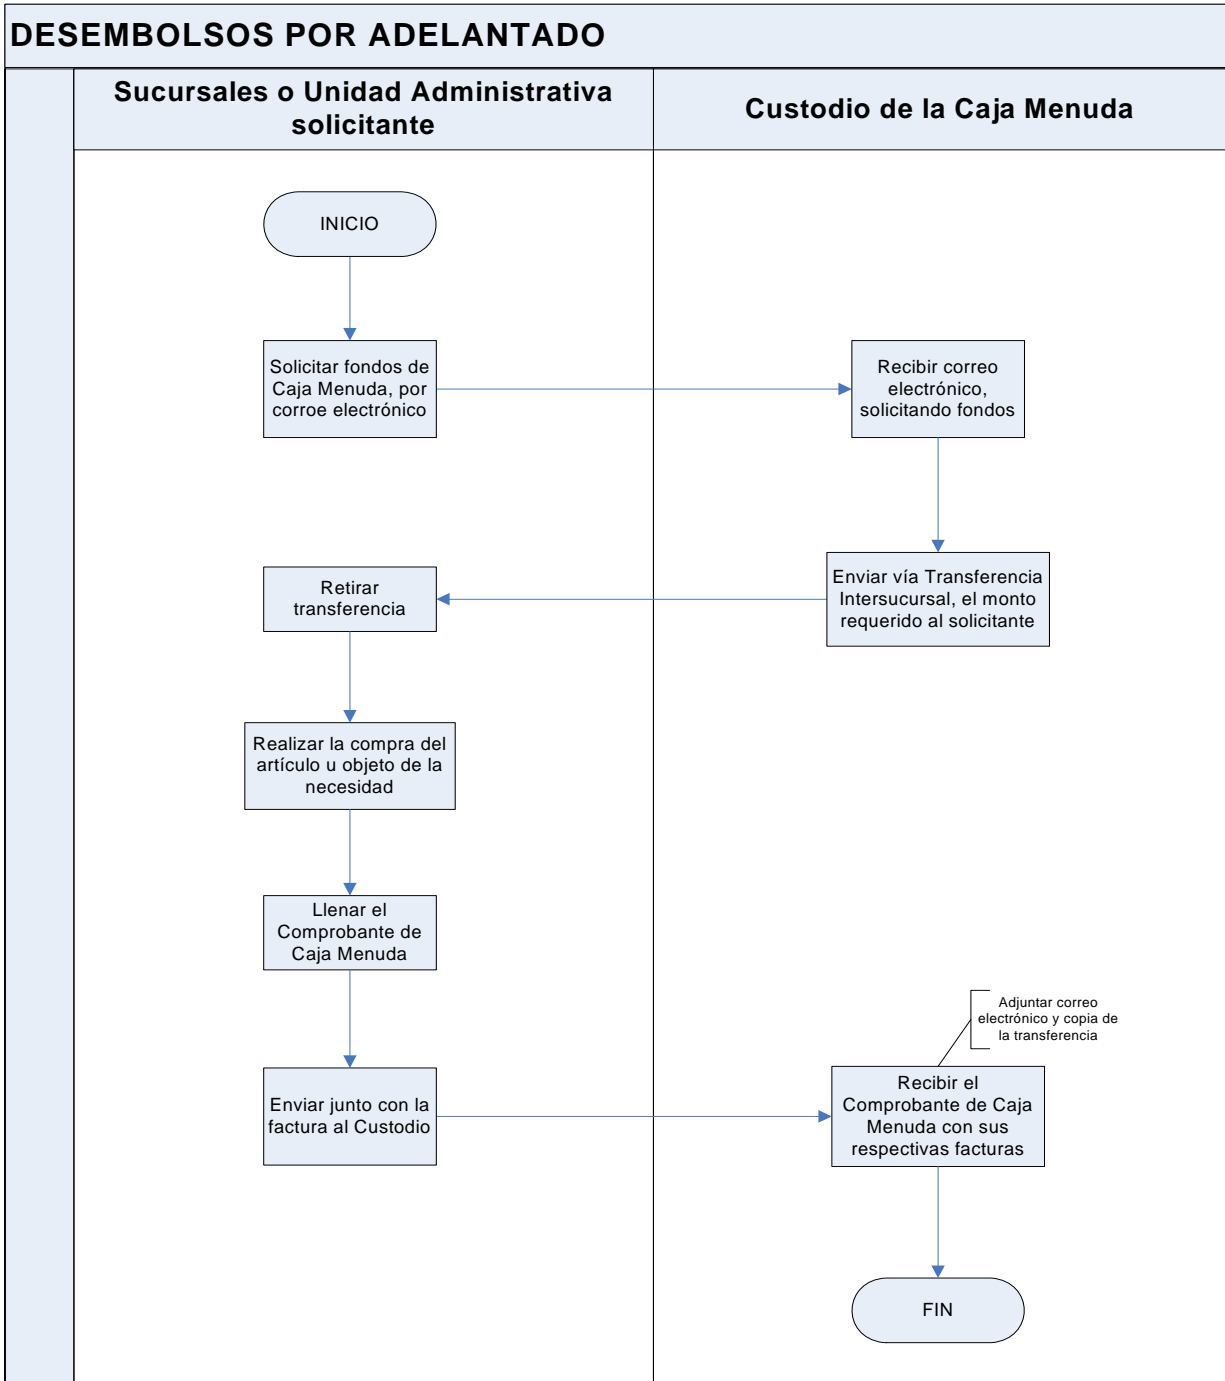 DESEMBOLSOS POR ADELANTADO
Sucursales o Unidad Administrativa
solicitante
Custodio de la Caja Menuda
INICIO
Solicitar fondos de
Caja Menuda, por
corroe electrónico
Recibir correo
electrónico,
solicitando fondos
Enviar vía Transferencia
Intersucursal, el monto
requerido al solicitante
Retirar
transferencia
Realizar la compra del
artículo u objeto de la
necesidad
Llenar el
Comprobante de
Caja Menuda
Enviar junto con la
factura al Custodio
Adjuntar correo
electrónico y copia de
la transferencia
Recibir el
Comprobante de Caja
Menuda con sus
respectivas facturas
FIN